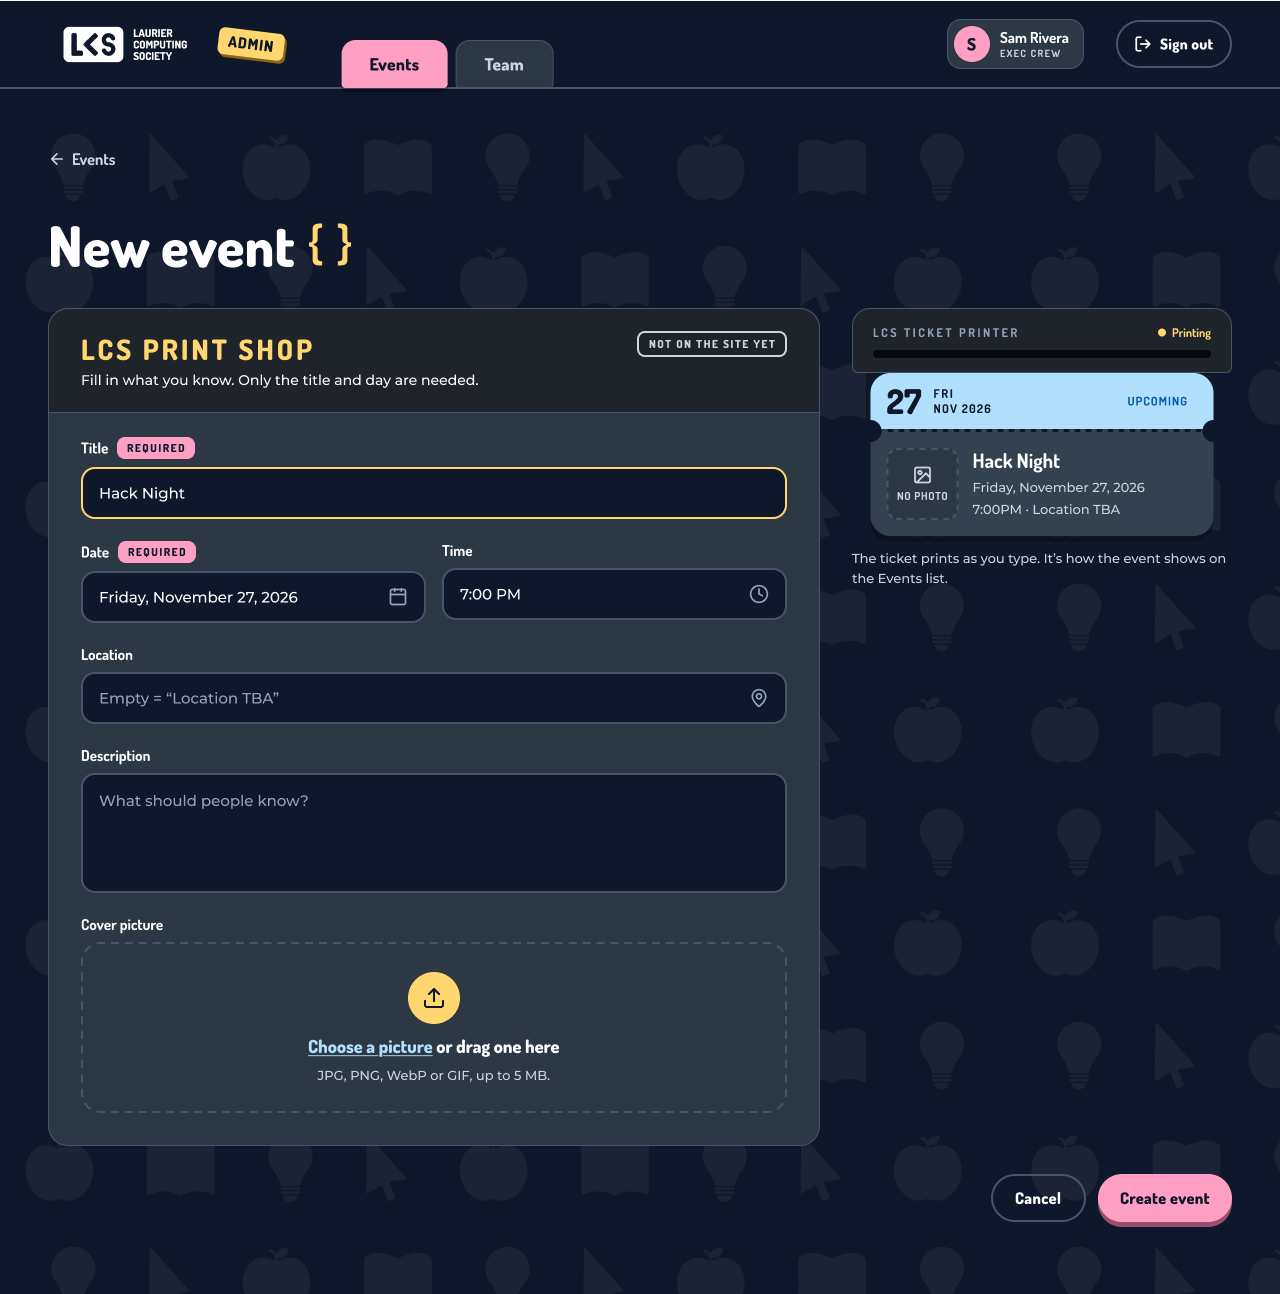 LCS
LAURIER
COMPUTING
SOCIETY
ADMIN
Events
Team
S
Sam Rivera
EXEC CREW
Sign out
Events
New event { }
LCS PRINT SHOP
NOT ON THE SITE YET
Fill in what you know. Only the title and day are needed.
Title REQUIRED
Hack Night
Date REQUIRED
Time
Friday, November 27, 2026
7:00 PM
Location
Empty = “Location TBA”
Description
What should people know?
Cover picture
Choose a picture or drag one here
JPG, PNG, WebP or GIF, up to 5 MB.
LCS TICKET PRINTER
Printing
27
FRI
NOV 2026
UPCOMING
NO PHOTO
Hack Night
Friday, November 27, 2026
7:00PM · Location TBA
The ticket prints as you type. It’s how the event shows on
the Events list.
Cancel
Create event